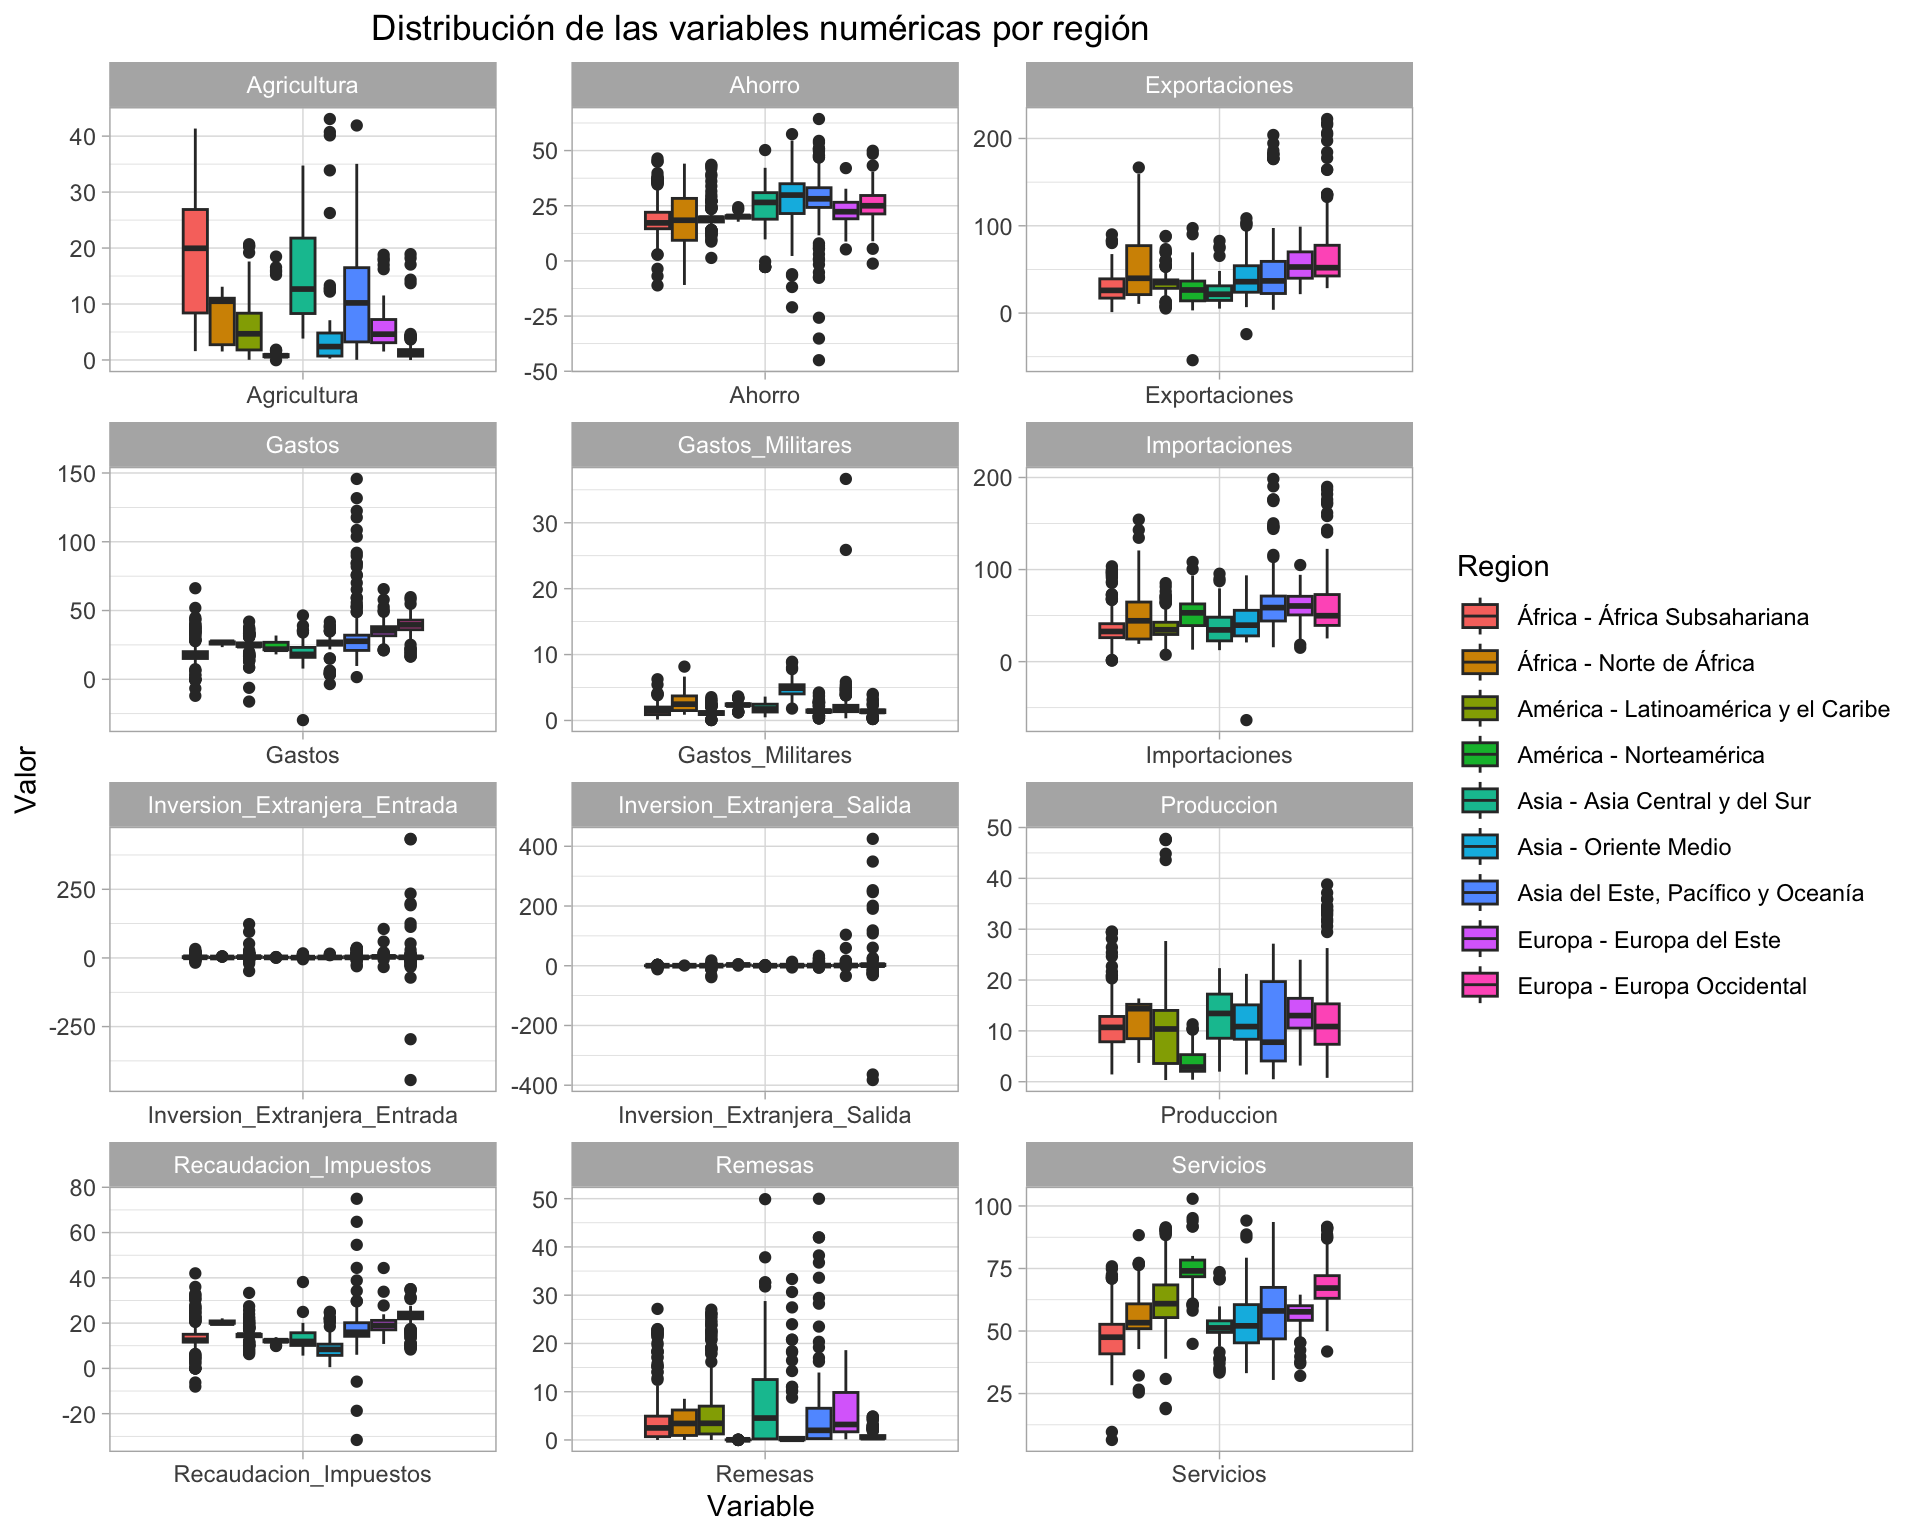 Distribución de las variables numéricas por región
Agricultura
Ahorro
Exportaciones
40
30
20
10
0
50
25
0
-25
-50
200
100
0
Agricultura
Ahorro
Exportaciones
Gastos
Gastos_Militares
Importaciones
150
100
50
0
30
20
10
0
200
100
0
Gastos
Gastos_Militares
Importaciones
Valor
Inversion_Extranjera_Entrada
Inversion_Extranjera_Salida
Produccion
250
0
-250
400
200
0
-200
-400
50
40
30
20
10
0
Inversion_Extranjera_Entrada
Inversion_Extranjera_Salida
Produccion
Recaudacion_Impuestos
Remesas
Servicios
80
60
40
20
0
-20
50
40
30
20
10
0
100
75
50
25
Recaudacion_Impuestos
Remesas
Servicios
Variable
Region
África - África Subsahariana
África - Norte de África
América - Latinoamérica y el Caribe
América - Norteamérica
Asia - Asia Central y del Sur
Asia - Oriente Medio
Asia del Este, Pacífico y Oceanía
Europa - Europa del Este
Europa - Europa Occidental